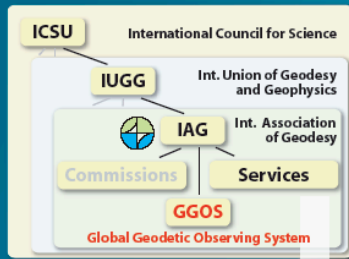 ICSU
International Council for Science
IUGG
Int. Union of Geodesy
and Geophysics
IAG
Int. Association
of Geodesy
Commissions
Services
GGOS
Global Geodetic Observing System